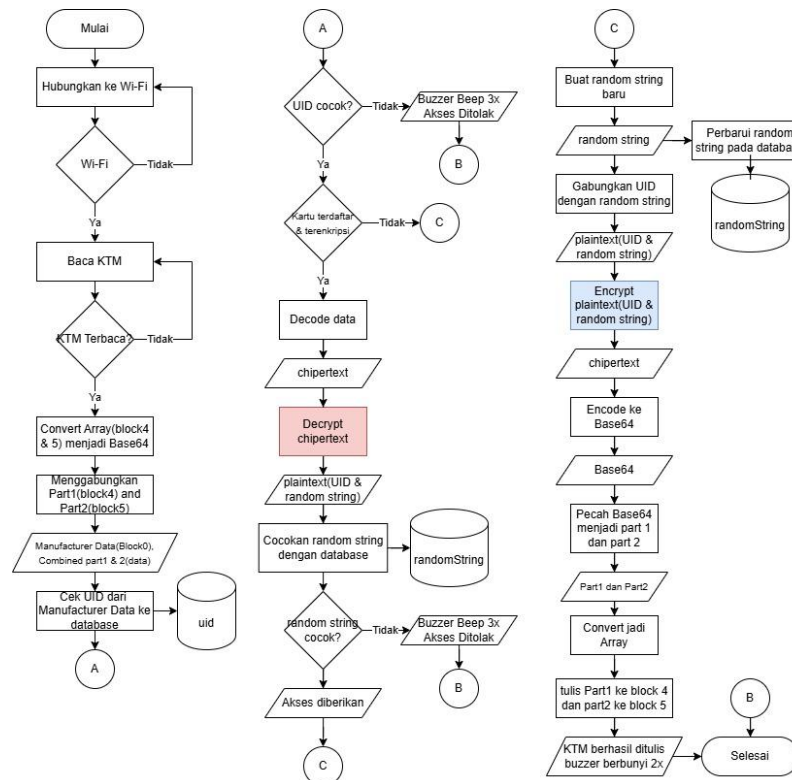 Mulai
Hubungkan ke Wi-Fi
Wi-Fi
Tidak
Ya
Baca KTM
KTM Terbaca?
Tidak
Ya
Convert Array(block4
& 5) menjadi Base64
Menggabungkan
Part1(block4) and
Part2(block5)
Manufacturer Data(Block0),
Combined part1 & 2(data)
Cek UID dari
Manufacturer Data ke
database
uid
A
A
UID cocok?
Tidak
Buzzer Beep 3x
Akses Ditolak
B
Ya
Kartu terdaftar
& terenkripsi
Tidak
C
Ya
Decode data
chipertext
Decrypt
chipertext
plaintext(UID &
random string)
Cocokan random string
dengan database
randomString
random string
cocok?
Tidak
Buzzer Beep 3x
Akses Ditolak
B
Ya
Akses diberikan
C
C
Buat random string
baru
random string
Perbarui random
string pada database
randomString
Gabungkan UID
dengan random string
plaintext(UID &
random string)
Encrypt
plaintext(UID &
random string)
chipertext
Encode ke
Base64
Base64
Pecah Base64
menjadi part 1
dan part 2
Part1 dan Part2
Convert jadi
Array
tulis Part1 ke block 4
dan part2 ke block 5
KTM berhasil ditulis
buzzer berbunyi 2x
B
Selesai